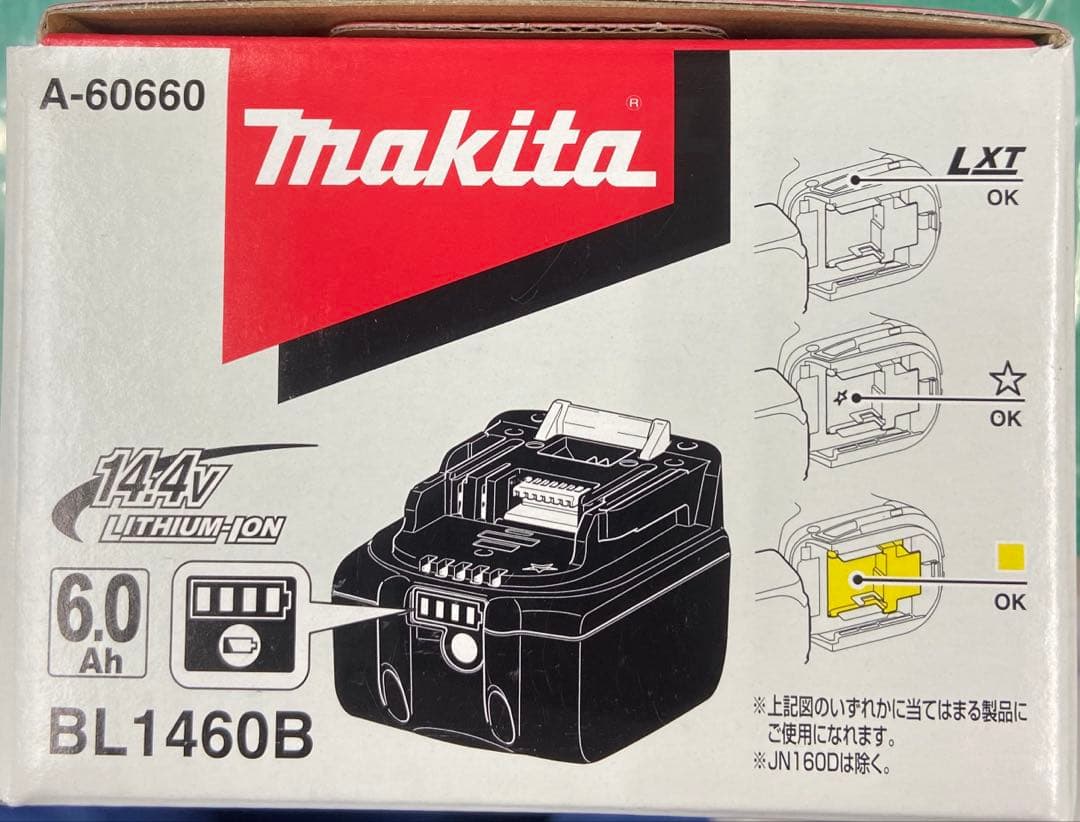 A-60660
makita®
LXT
OK
☆
OK
OK
14.4V
LITHIUM-ION
6.0
Ah
BL1460B
※上記図のいずれかに当てはまる製品に
ご使用になれます。
※JN160Dは除く。